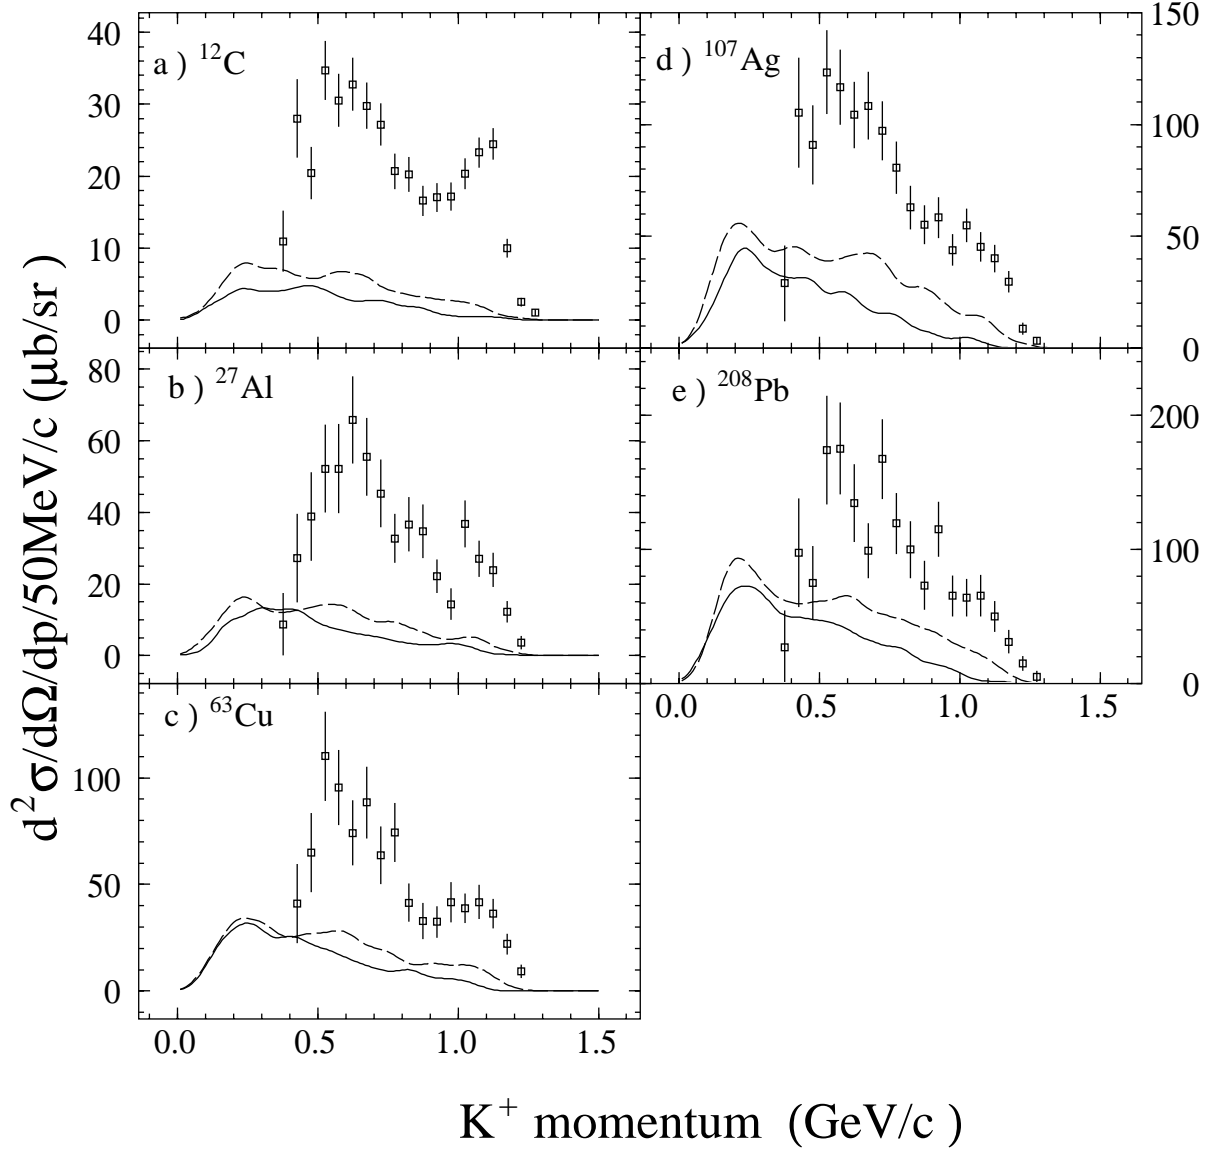 d²σ/dΩ/dp/50MeV/c (μb/sr)
a ) ¹²C
40
30
20
10
0
b ) ²⁷Al
80
60
40
20
0
c ) ⁶³Cu
100
50
0
0.0 0.5 1.0 1.5
d ) ¹⁰⁷Ag
150
100
50
0
e ) ²⁰⁸Pb
200
100
0
0.0 0.5 1.0 1.5
K⁺ momentum (GeV/c )